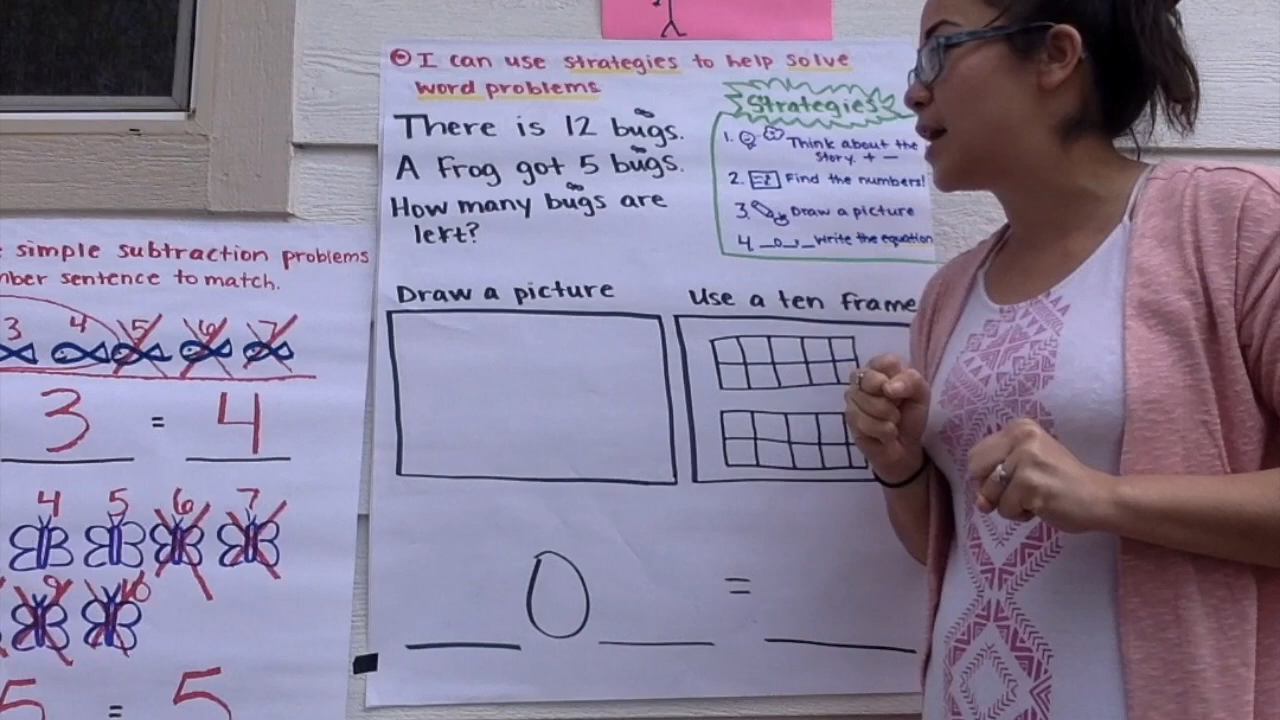 I can use strategies to help solve
word problems
There is 12 bugs.
A frog got 5 bugs.
How many bugs are
left?
Strategies
1. Think about the
story. + -
2. Find the numbers!
3. Draw a picture
4. _o_=_ Write the equation
Draw a picture
Use a ten frame
=
simple subtraction problems
sentence to match.
3 4 5 6 7
3 = 4
4 5 6 7
9 10
5 = 5